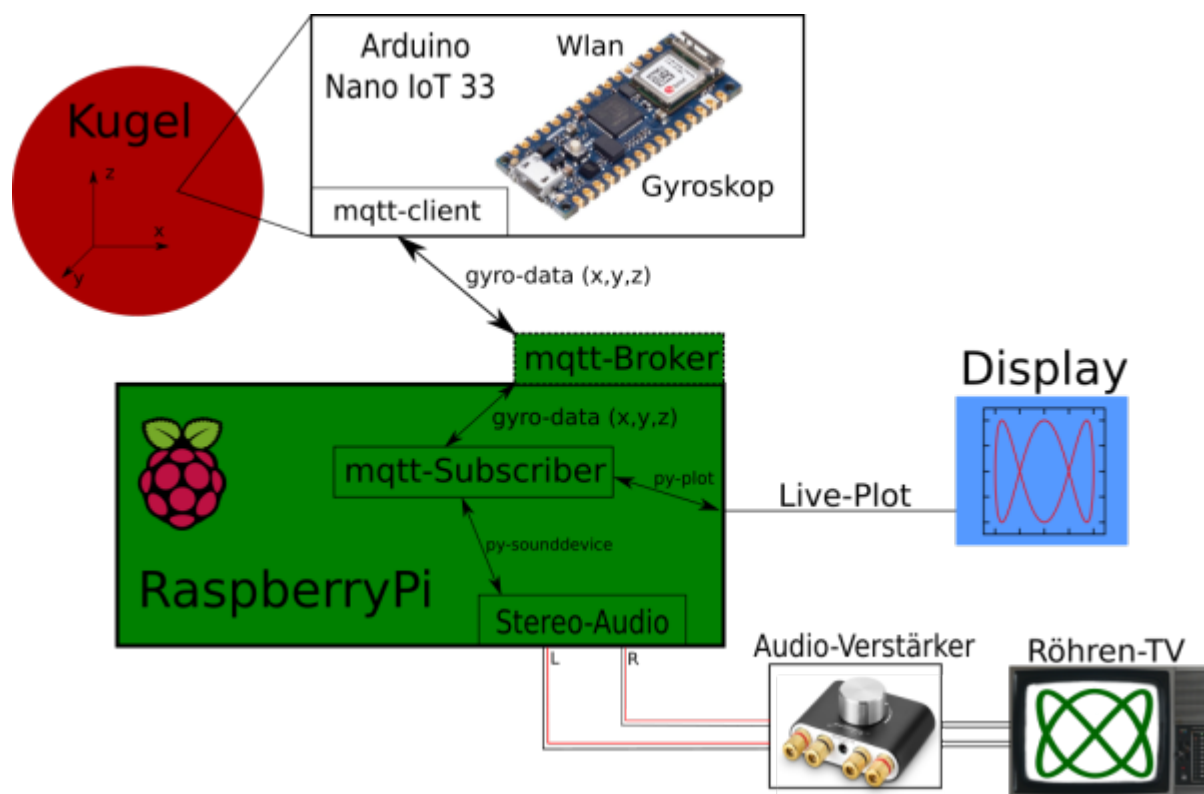 Arduino
Nano IoT 33
Wlan
Gyroskop
mqtt-client
Kugel
z
x
y
gyro-data (x,y,z)
mqtt-Broker
gyro-data (x,y,z)
mqtt-Subscriber
py-plot
py-sounddevice
RaspberryPi
Stereo-Audio
L
R
Live-Plot
Display
Audio-Verstärker
Röhren-TV